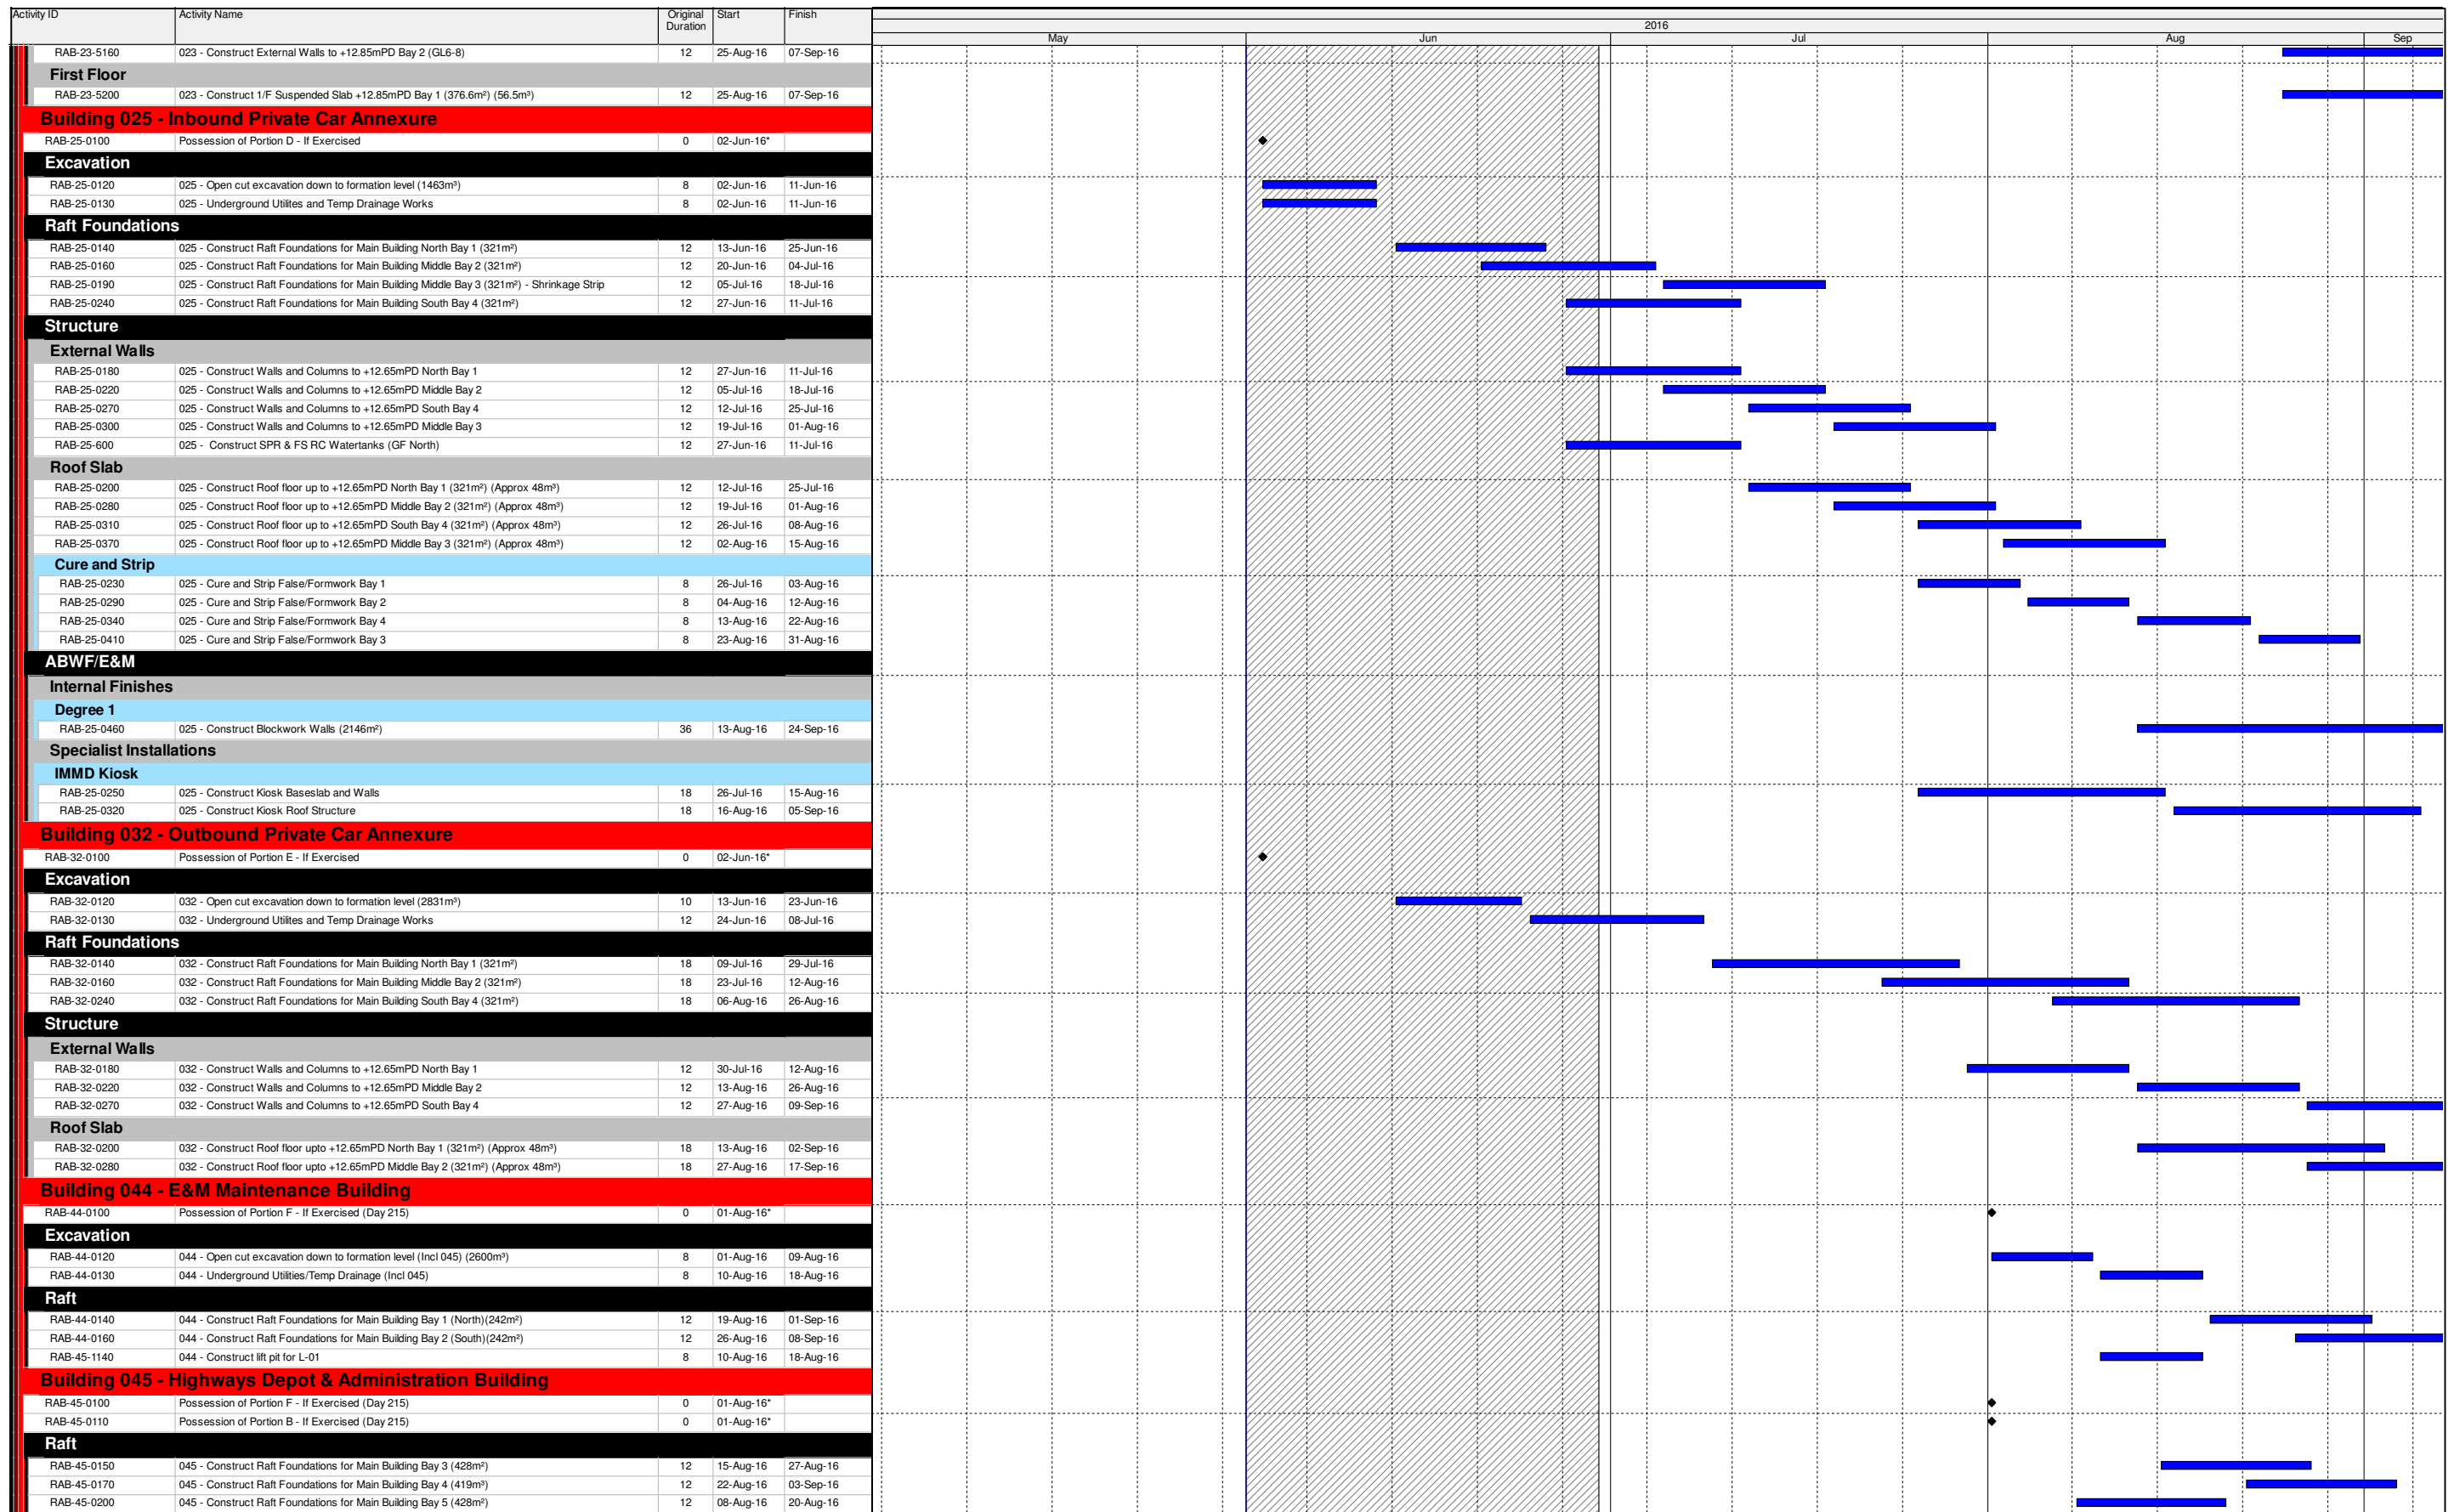 Activity ID Activity Name Original Duration Start Finish 2016
May Jun Jul Aug Sep
RAB-23-5160 023 - Construct External Walls to +12.85mPD Bay 2 (GL6-8) 12 25-Aug-16 07-Sep-16
First Floor
RAB-23-5200 023 - Construct 1/F Suspended Slab +12.85mPD Bay 1 (376.6m²) (56.5m³) 12 25-Aug-16 07-Sep-16
Building 025 - Inbound Private Car Annexure
RAB-25-0100 Possession of Portion D - If Exercised 0 02-Jun-16*
Excavation
RAB-25-0120 025 - Open cut excavation down to formation level (1463m³) 8 02-Jun-16 11-Jun-16
RAB-25-0130 025 - Underground Utilites and Temp Drainage Works 8 02-Jun-16 11-Jun-16
Raft Foundations
RAB-25-0140 025 - Construct Raft Foundations for Main Building North Bay 1 (321m²) 12 13-Jun-16 25-Jun-16
RAB-25-0160 025 - Construct Raft Foundations for Main Building Middle Bay 2 (321m²) 12 20-Jun-16 04-Jul-16
RAB-25-0190 025 - Construct Raft Foundations for Main Building Middle Bay 3 (321m²) - Shrinkage Strip 12 05-Jul-16 18-Jul-16
RAB-25-0240 025 - Construct Raft Foundations for Main Building South Bay 4 (321m²) 12 27-Jun-16 11-Jul-16
Structure
External Walls
RAB-25-0180 025 - Construct Walls and Columns to +12.65mPD North Bay 1 12 27-Jun-16 11-Jul-16
RAB-25-0220 025 - Construct Walls and Columns to +12.65mPD Middle Bay 2 12 05-Jul-16 18-Jul-16
RAB-25-0270 025 - Construct Walls and Columns to +12.65mPD South Bay 4 12 12-Jul-16 25-Jul-16
RAB-25-0300 025 - Construct Walls and Columns to +12.65mPD Middle Bay 3 12 19-Jul-16 01-Aug-16
RAB-25-600 025 - Construct SPR & FS RC Watertanks (GF North) 12 27-Jun-16 11-Jul-16
Roof Slab
RAB-25-0200 025 - Construct Roof floor up to +12.65mPD North Bay 1 (321m²) (Approx 48m³) 12 12-Jul-16 25-Jul-16
RAB-25-0280 025 - Construct Roof floor up to +12.65mPD Middle Bay 2 (321m²) (Approx 48m³) 12 19-Jul-16 01-Aug-16
RAB-25-0310 025 - Construct Roof floor up to +12.65mPD South Bay 4 (321m²) (Approx 48m³) 12 26-Jul-16 08-Aug-16
RAB-25-0370 025 - Construct Roof floor up to +12.65mPD Middle Bay 3 (321m²) (Approx 48m³) 12 02-Aug-16 15-Aug-16
Cure and Strip
RAB-25-0230 025 - Cure and Strip False/Formwork Bay 1 8 26-Jul-16 03-Aug-16
RAB-25-0290 025 - Cure and Strip False/Formwork Bay 2 8 04-Aug-16 12-Aug-16
RAB-25-0340 025 - Cure and Strip False/Formwork Bay 4 8 13-Aug-16 22-Aug-16
RAB-25-0410 025 - Cure and Strip False/Formwork Bay 3 8 23-Aug-16 31-Aug-16
ABWF/E&M
Internal Finishes
Degree 1
RAB-25-0460 025 - Construct Blockwork Walls (2146m²) 36 13-Aug-16 24-Sep-16
Specialist Installations
IMMD Kiosk
RAB-25-0250 025 - Construct Kiosk Baseslab and Walls 18 26-Jul-16 15-Aug-16
RAB-25-0320 025 - Construct Kiosk Roof Structure 18 16-Aug-16 05-Sep-16
Building 032 - Outbound Private Car Annexure
RAB-32-0100 Possession of Portion E - If Exercised 0 02-Jun-16*
Excavation
RAB-32-0120 032 - Open cut excavation down to formation level (2831m³) 10 13-Jun-16 23-Jun-16
RAB-32-0130 032 - Underground Utilites and Temp Drainage Works 12 24-Jun-16 08-Jul-16
Raft Foundations
RAB-32-0140 032 - Construct Raft Foundations for Main Building North Bay 1 (321m²) 18 09-Jul-16 29-Jul-16
RAB-32-0160 032 - Construct Raft Foundations for Main Building Middle Bay 2 (321m²) 18 23-Jul-16 12-Aug-16
RAB-32-0240 032 - Construct Raft Foundations for Main Building South Bay 4 (321m²) 18 06-Aug-16 26-Aug-16
Structure
External Walls
RAB-32-0180 032 - Construct Walls and Columns to +12.65mPD North Bay 1 12 30-Jul-16 12-Aug-16
RAB-32-0220 032 - Construct Walls and Columns to +12.65mPD Middle Bay 2 12 13-Aug-16 26-Aug-16
RAB-32-0270 032 - Construct Walls and Columns to +12.65mPD South Bay 4 12 27-Aug-16 09-Sep-16
Roof Slab
RAB-32-0200 032 - Construct Roof floor upto +12.65mPD North Bay 1 (321m²) (Approx 48m³) 18 13-Aug-16 02-Sep-16
RAB-32-0280 032 - Construct Roof floor upto +12.65mPD Middle Bay 2 (321m²) (Approx 48m³) 18 27-Aug-16 17-Sep-16
Building 044 - E&M Maintenance Building
RAB-44-0100 Possession of Portion F - If Exercised (Day 215) 0 01-Aug-16*
Excavation
RAB-44-0120 044 - Open cut excavation down to formation level (Incl 045) (2600m³) 8 01-Aug-16 09-Aug-16
RAB-44-0130 044 - Underground Utilities/Temp Drainage (Incl 045) 8 10-Aug-16 18-Aug-16
Raft
RAB-44-0140 044 - Construct Raft Foundations for Main Building Bay 1 (North)(242m²) 12 19-Aug-16 01-Sep-16
RAB-44-0160 044 - Construct Raft Foundations for Main Building Bay 2 (South)(242m²) 12 26-Aug-16 08-Sep-16
RAB-45-1140 044 - Construct lift pit for L-01 8 10-Aug-16 18-Aug-16
Building 045 - Highways Depot & Administration Building
RAB-45-0100 Possession of Portion F - If Exercised (Day 215) 0 01-Aug-16*
RAB-45-0110 Possession of Portion B - If Exercised (Day 215) 0 01-Aug-16*
Raft
RAB-45-0150 045 - Construct Raft Foundations for Main Building Bay 3 (428m²) 12 15-Aug-16 27-Aug-16
RAB-45-0170 045 - Construct Raft Foundations for Main Building Bay 4 (419m²) 12 22-Aug-16 03-Sep-16
RAB-45-0200 045 - Construct Raft Foundations for Main Building Bay 5 (428m²) 12 08-Aug-16 20-Aug-16